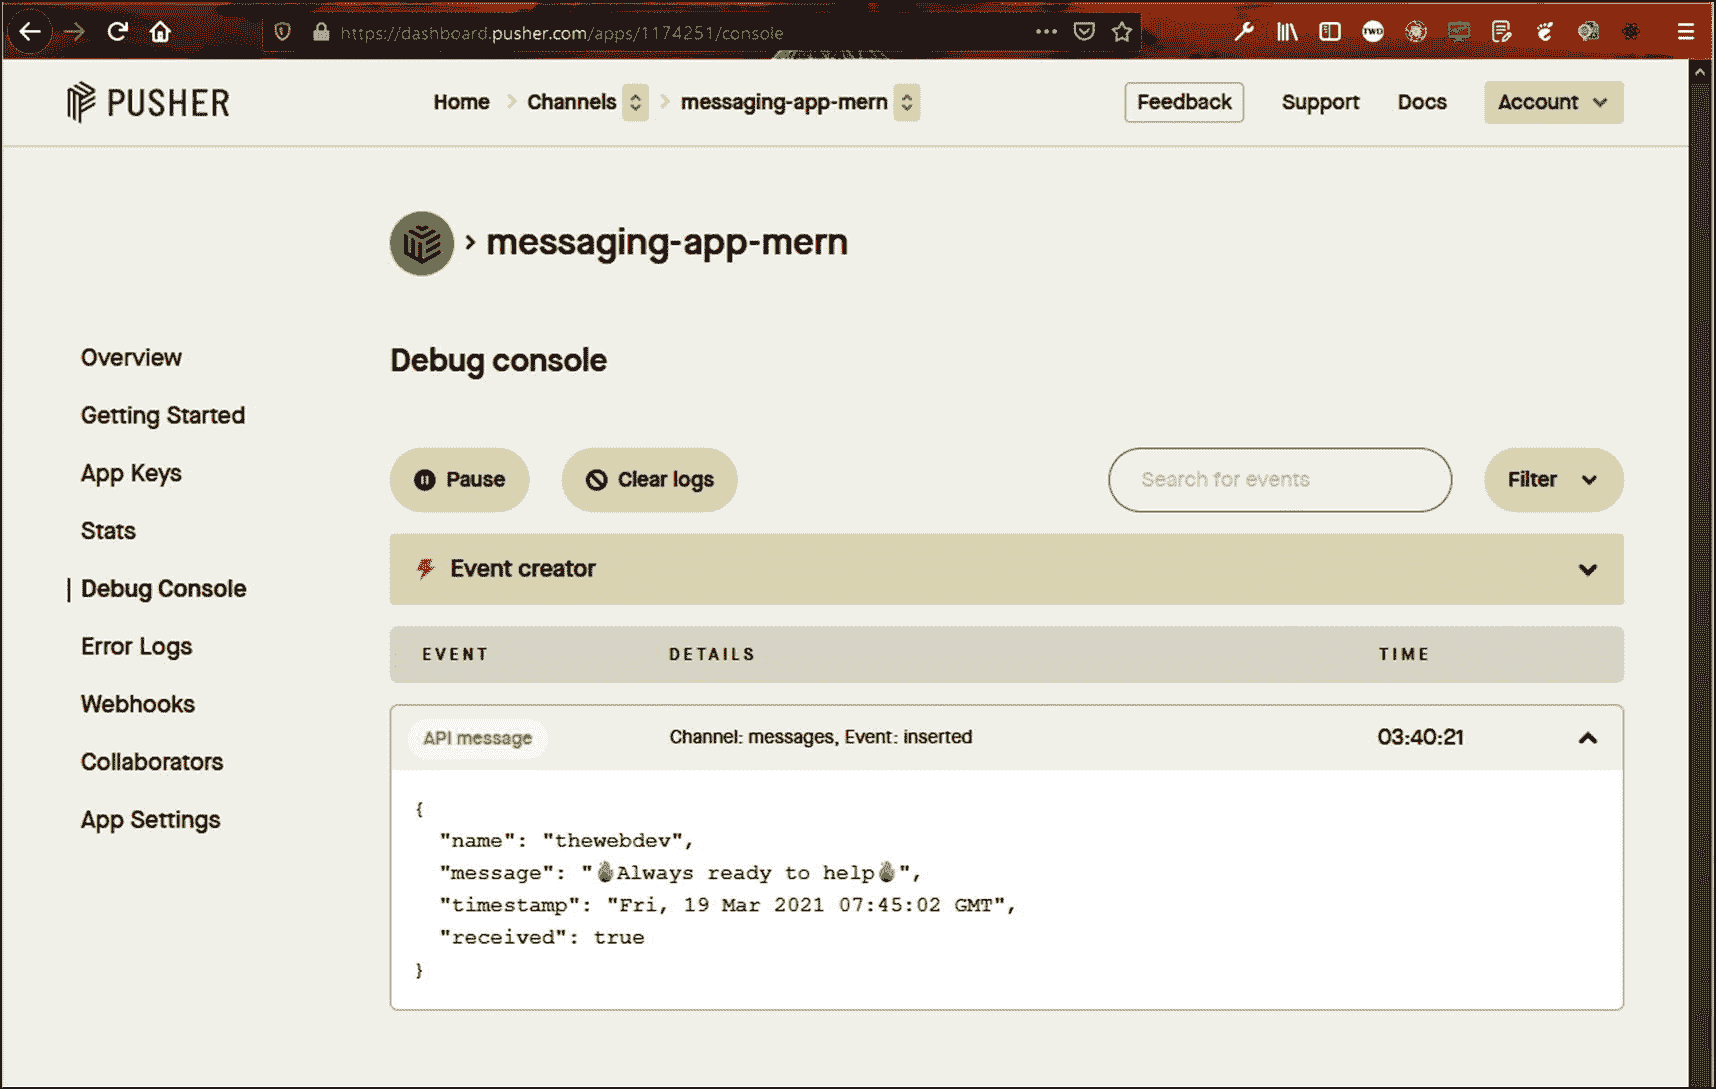 https://dashboard.pusher.com/apps/1174251/console
TWD
PUSHER
Home Channels messaging-app-mern
Feedback Support Docs Account
messaging-app-mern
Overview
Getting Started
App Keys
Stats
Debug Console
Error Logs
Webhooks
Collaborators
App Settings
Debug console
Pause Clear logs Search for events Filter
Event creator
EVENT DETAILS TIME
API message Channel: messages, Event: inserted 03:40:21
{
"name": "thewebdev",
"message": "Always ready to help",
"timestamp": "Fri, 19 Mar 2021 07:45:02 GMT",
"received": true
}